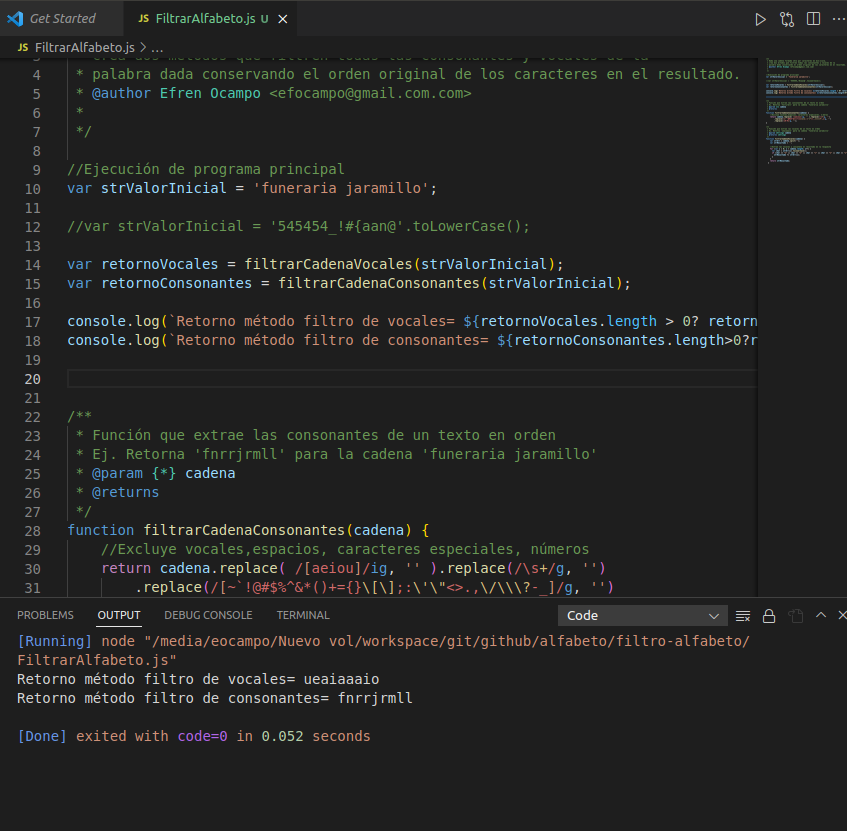 Get Started
JS FiltrarAlfabeto.js U
JS FiltrarAlfabeto.js > ...
4 * palabra dada conservando el orden original de los caracteres en el resultado.
5 * @author Efren Ocampo <efocampo@gmail.com.com>
6 *
7 */
8
9 //Ejecución de programa principal
10 var strValorInicial = 'funeraria jaramillo';
11
12 //var strValorInicial = '545454_!#{aan@'.toLowerCase();
13
14 var retornoVocales = filtrarCadenaVocales(strValorInicial);
15 var retornoConsonantes = filtrarCadenaConsonantes(strValorInicial);
16
17 console.log(`Retorno método filtro de vocales= ${retornoVocales.length > 0? retorn
18 console.log(`Retorno método filtro de consonantes= ${retornoConsonantes.length>0?r
19
20
21
22 /**
23 * Función que extrae las consonantes de un texto en orden
24 * Ej. Retorna 'fnrrjrmll' para la cadena 'funeraria jaramillo'
25 * @param {*} cadena
26 * @returns
27 */
28 function filtrarCadenaConsonantes(cadena) {
29 //Excluye vocales,espacios, caracteres especiales, números
30 return cadena.replace( /[aeiou]/ig, '' ).replace(/\s+/g, '')
31 .replace(/[~`!@#$%^&*()+={}\[\];:\'\"<>.,\/\\\?-_]/g, '')
PROBLEMS OUTPUT DEBUG CONSOLE TERMINAL Code
[Running] node "/media/eocampo/Nuevo vol/workspace/git/github/alfabeto/filtro-alfabeto/
FiltrarAlfabeto.js"
Retorno método filtro de vocales= ueaiaaaio
Retorno método filtro de consonantes= fnrrjrmll
[Done] exited with code=0 in 0.052 seconds